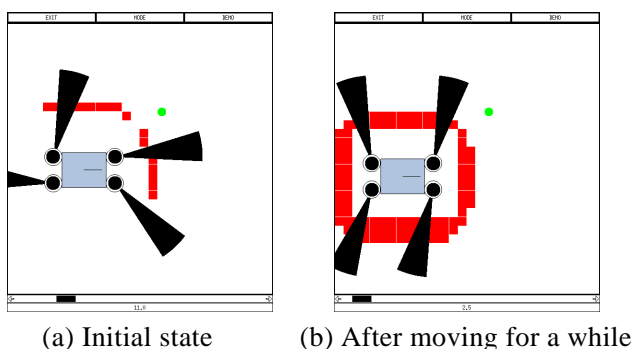 EXIT MODE DEMO EXIT MODE DEMO
11.0 2.5
(a) Initial state (b) After moving for a while